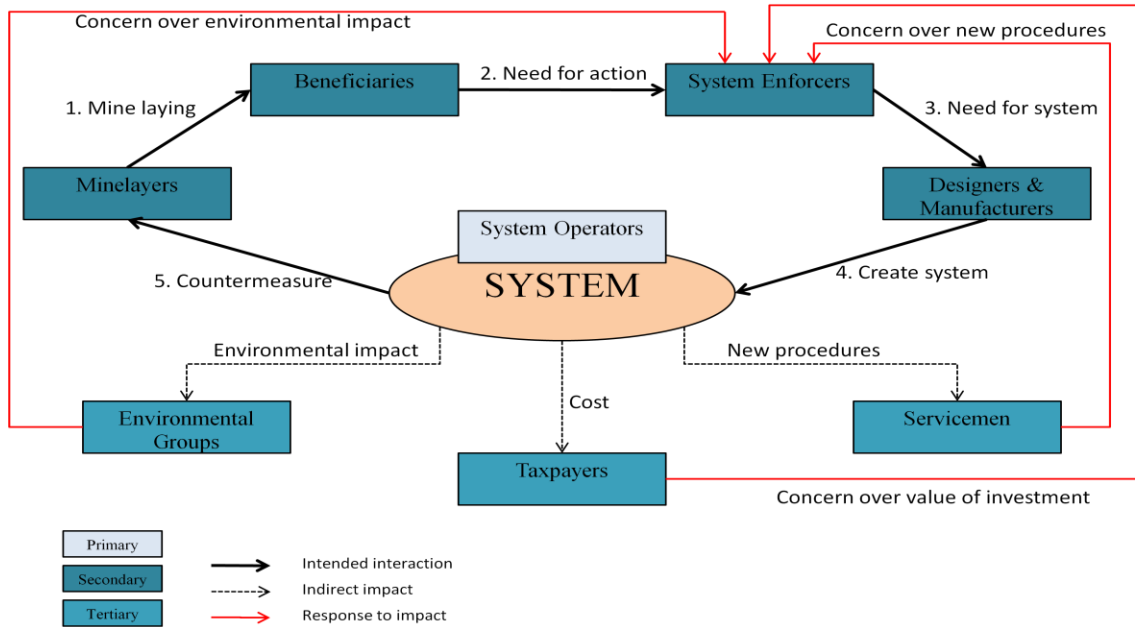 Concern over environmental impact
Concern over new procedures
Beneficiaries
2. Need for action
System Enforcers
1. Mine laying
3. Need for system
Minelayers
Designers &
Manufacturers
System Operators
SYSTEM
5. Countermeasure
4. Create system
Environmental impact
New procedures
Cost
Environmental
Groups
Servicemen
Taxpayers
Concern over value of investment
Primary
Intended interaction
Secondary
Indirect impact
Tertiary
Response to impact